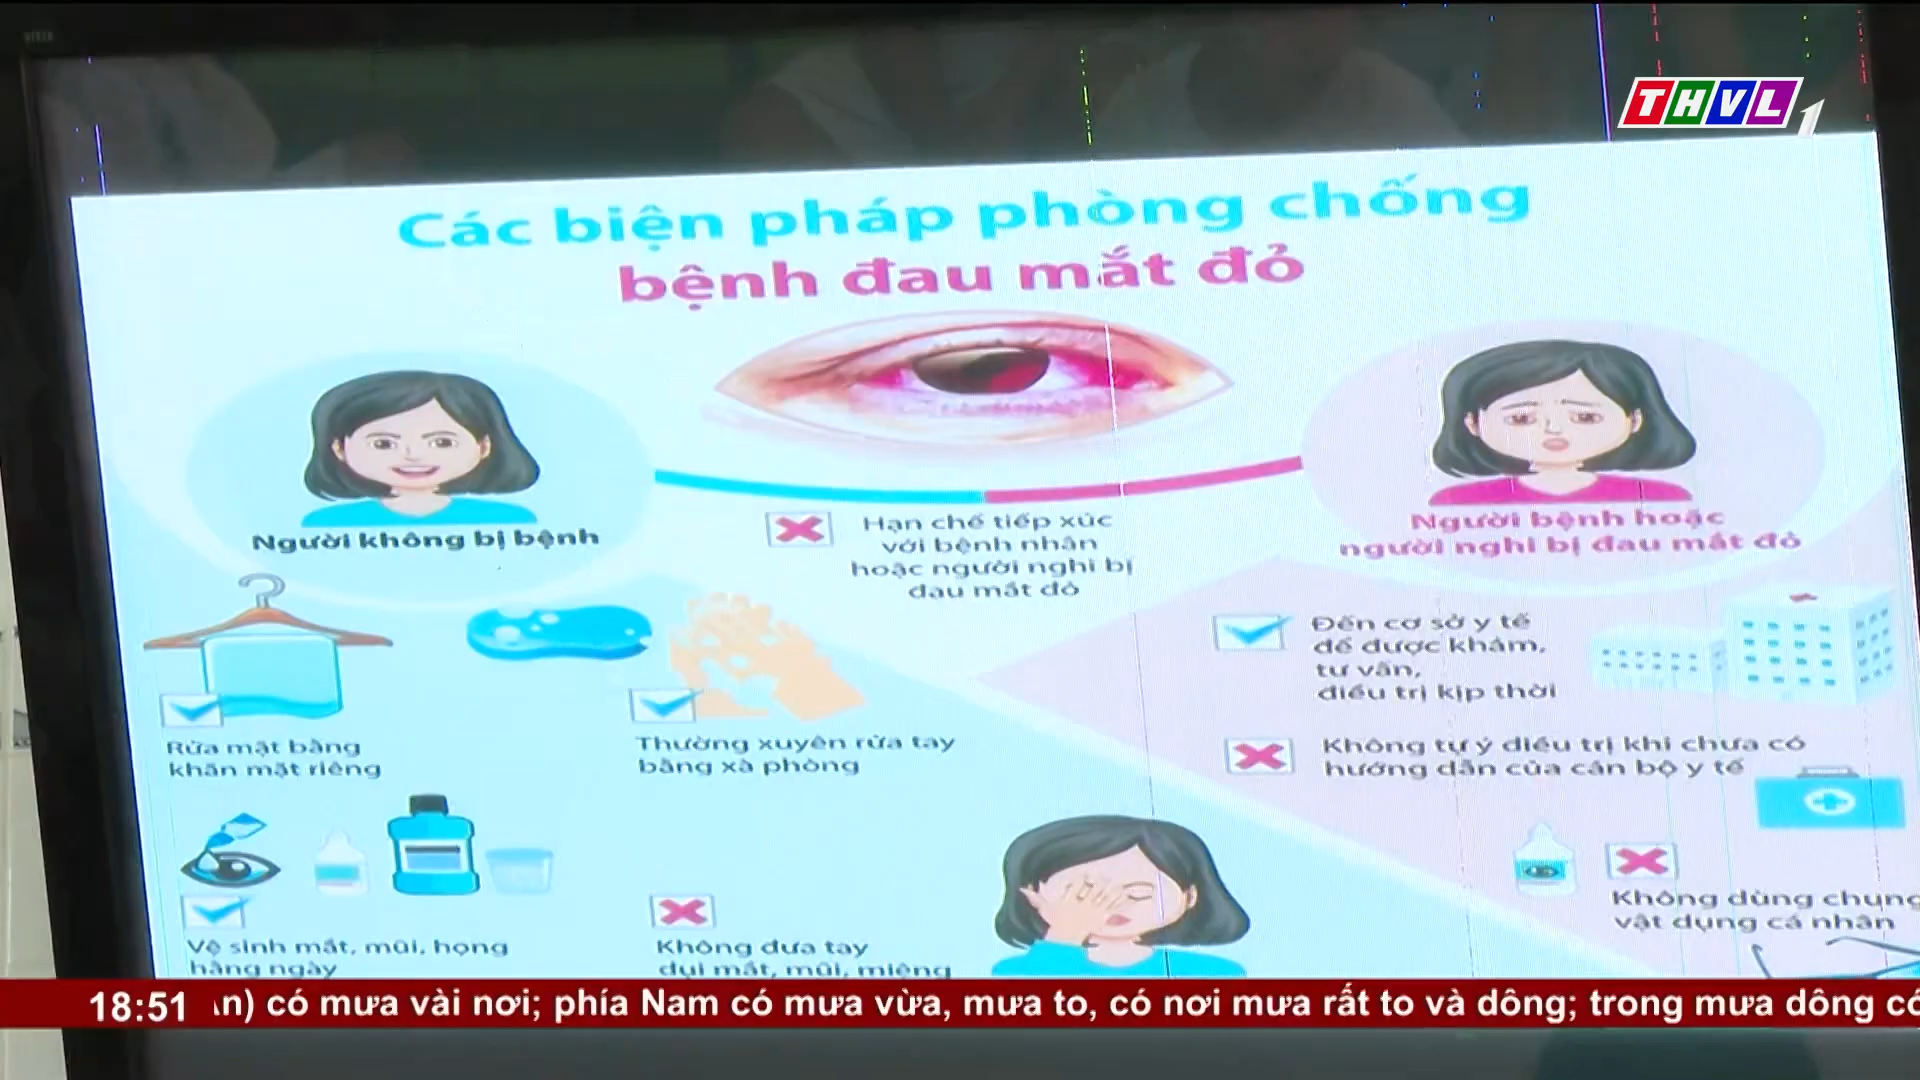 THVL1
Các biện pháp phòng chống
bệnh đau mắt đỏ
Người không bị bệnh
Hạn chế tiếp xúc
với bệnh nhân
hoặc người nghi bị
đau mắt đỏ
Người bệnh hoặc
người nghi bị đau mắt đỏ
Rửa mặt bằng
khăn mặt riêng
Thường xuyên rửa tay
bằng xà phòng
Đến cơ sở y tế
để được khám,
tư vấn,
điều trị kịp thời
Không tự ý điều trị khi chưa có
hướng dẫn của cán bộ y tế
Vệ sinh mắt, mũi, họng
hằng ngày
Không đưa tay
dụi mắt, mũi, miệng
Không dùng chung
vật dụng cá nhân
18:51 có mưa vài nơi; phía Nam có mưa vừa, mưa to, có nơi mưa rất to và dông; trong mưa dông có